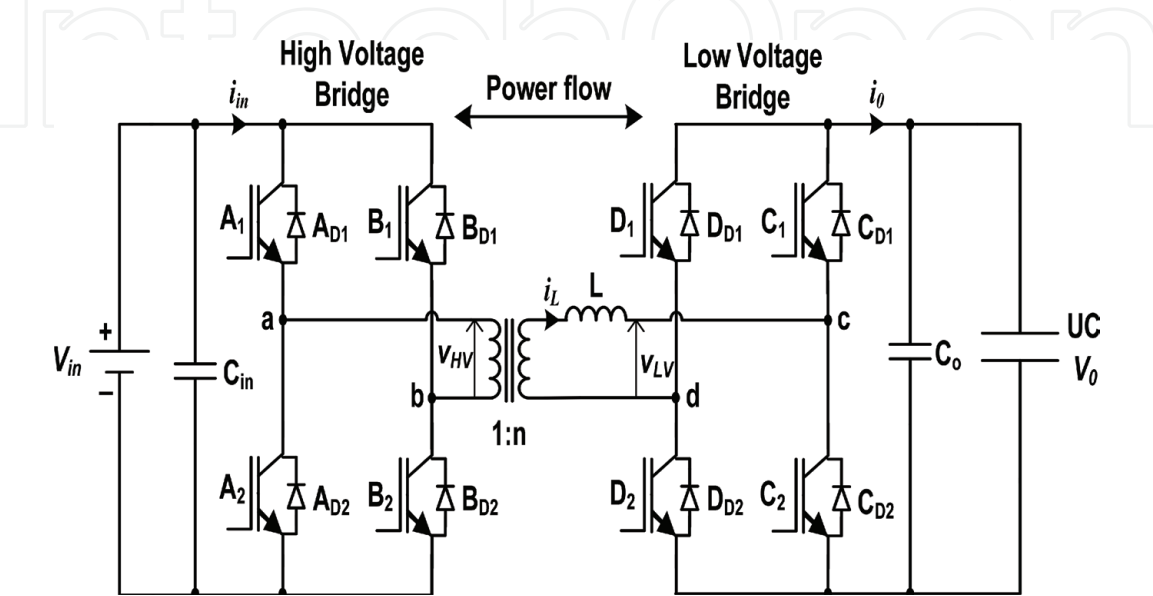 IntechOpen
High Voltage
Bridge
Power flow
Low Voltage
Bridge
i_in
i_0
A1
AD1
B1
BD1
D1
DD1
C1
CD1
a
i_L
L
c
+
V_in
−
C_in
v_HV
v_LV
C_o
UC
V_0
b
d
1:n
A2
AD2
B2
BD2
D2
DD2
C2
CD2